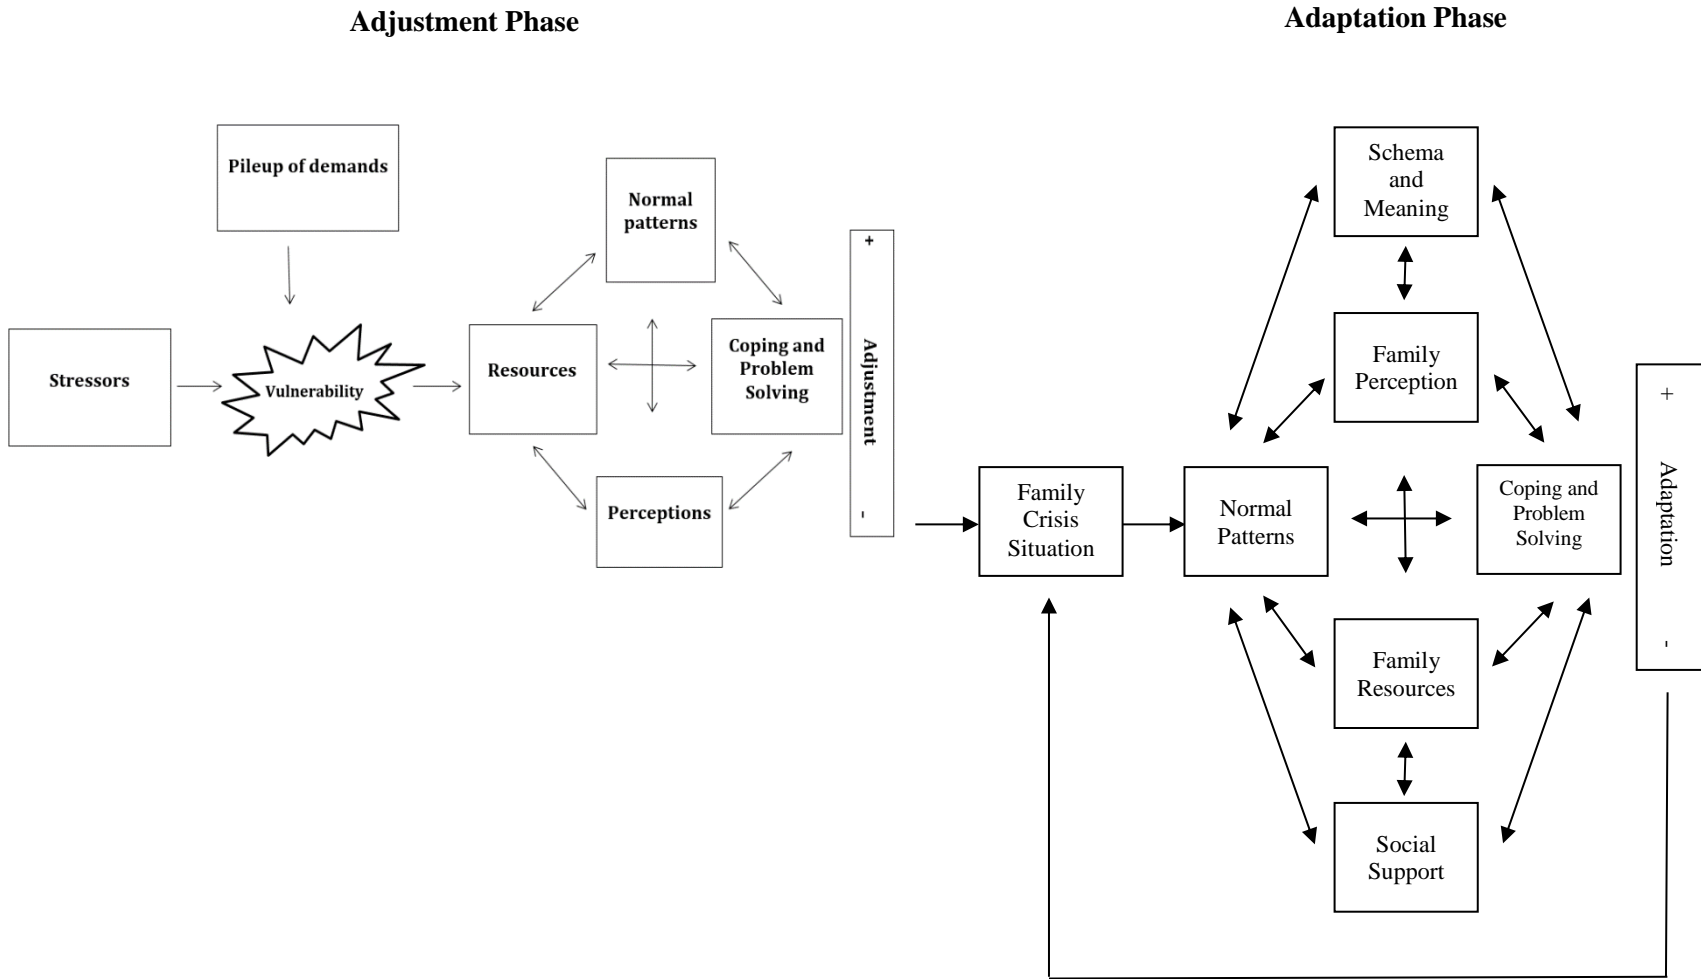 Adjustment Phase
Adaptation Phase
Pileup of demands
Normal
patterns
Stressors
Vulnerability
Resources
Coping and
Problem
Solving
Perceptions
+
Adjustment
-
Family
Crisis
Situation
Schema
and
Meaning
Family
Perception
Normal
Patterns
Coping and
Problem
Solving
Family
Resources
Social
Support
+
Adaptation
-